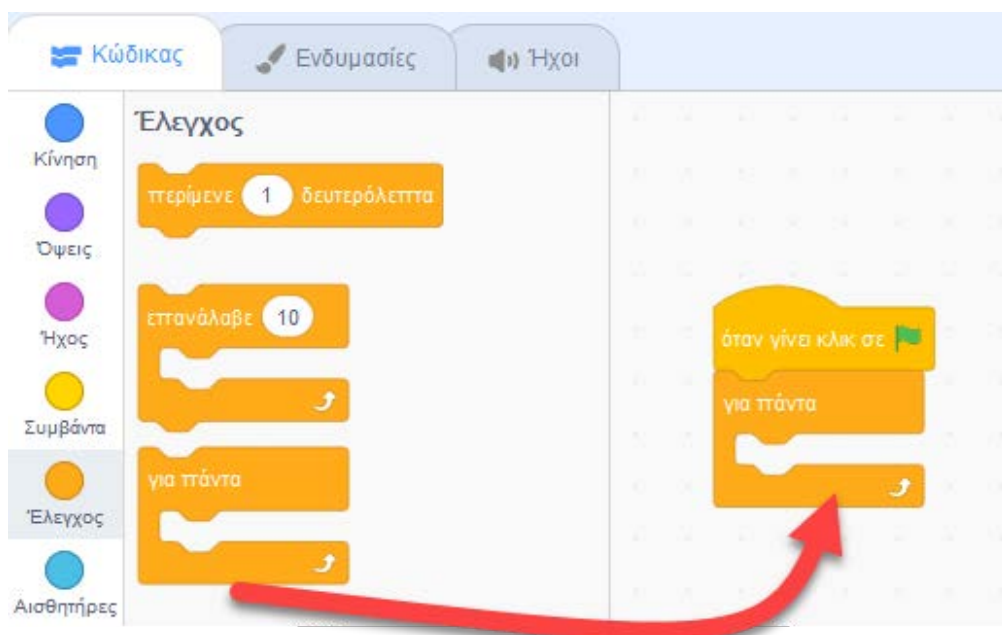 Κώδικας
Ενδυμασίες
Ήχοι
Κίνηση
Όψεις
Ήχος
Συμβάντα
Έλεγχος
Αισθητήρες
Έλεγχος
περίμενε 1 δευτερόλεπτα
επανάλαβε 10
για πάντα
όταν γίνει κλικ σε
για πάντα